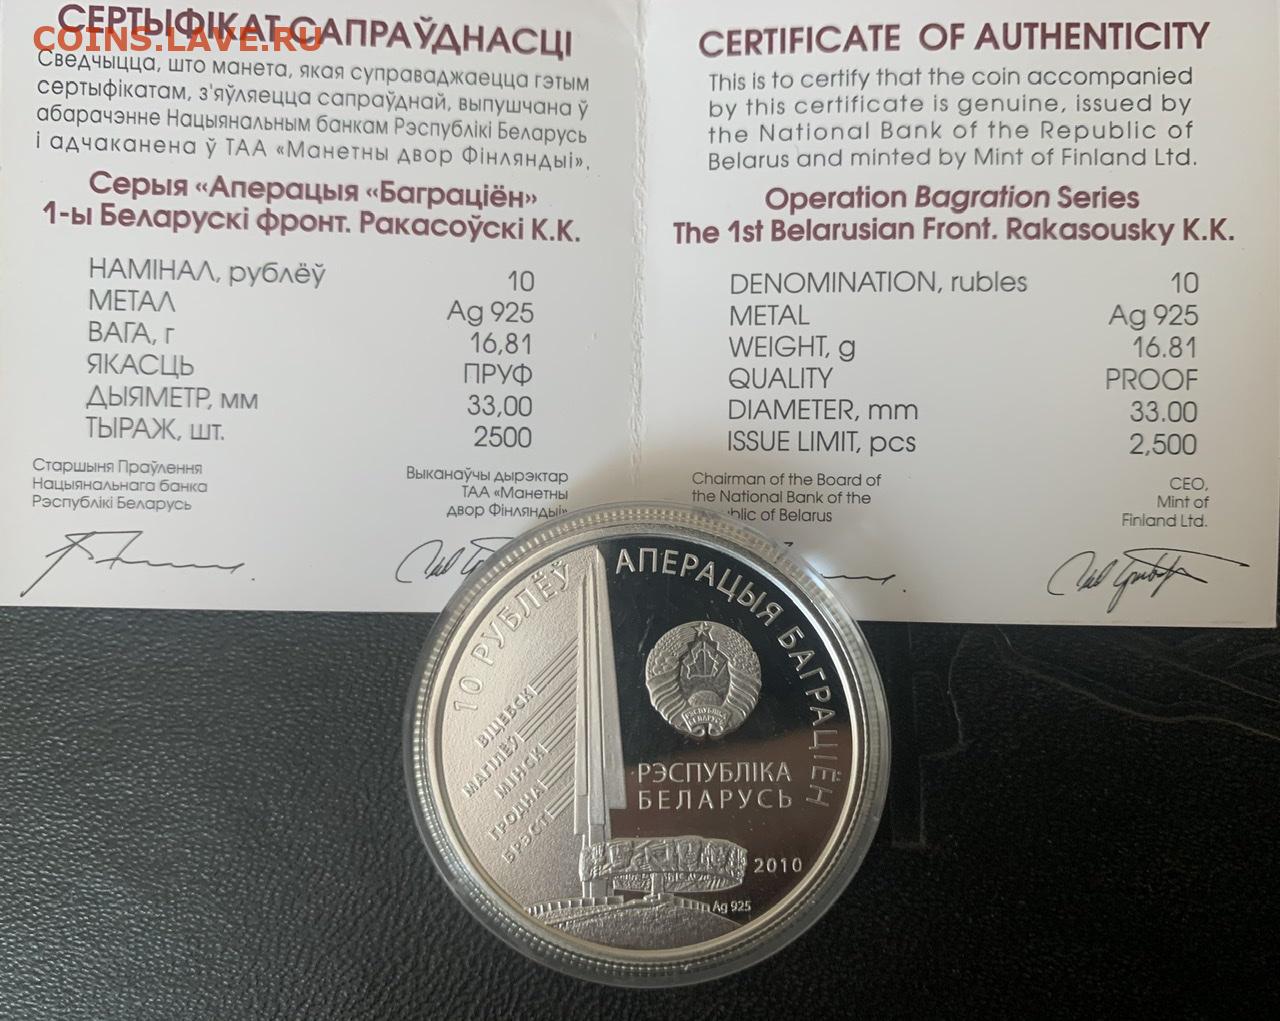 СЕРТЫФІКАТ САПРАЎДНАСЦІ
COINS.LAVE.RU
Сведчыцца, што манета, якая суправаджаецца гэтым
сертыфікатам, з'яўляецца сапраўднай, выпушчана ў
абарачэнне Нацыянальным банкам Рэспублікі Беларусь
і адчаканена ў ТАА «Манетны двор Фінляндыі».
Серыя «Аперацыя «Баграціён»
1-ы Беларускі фронт. Ракасоўскі К.К.
НАМІНАЛ, рублёў 10
МЕТАЛ Ag 925
ВАГА, г 16,81
ЯКАСЦЬ ПРУФ
ДЫЯМЕТР, мм 33,00
ТЫРАЖ, шт. 2500
Старшыня Праўлення
Нацыянальнага банка
Рэспублікі Беларусь
Выканаўчы дырэктар
ТАА «Манетны
двор Фінляндыі»
CERTIFICATE OF AUTHENTICITY
This is to certify that the coin accompanied
by this certificate is genuine, issued by
the National Bank of the Republic of
Belarus and minted by Mint of Finland Ltd.
Operation Bagration Series
The 1st Belarusian Front. Rakasousky K.K.
DENOMINATION, rubles 10
METAL Ag 925
WEIGHT, g 16.81
QUALITY PROOF
DIAMETER, mm 33.00
ISSUE LIMIT, pcs 2,500
Chairman of the Board of
the National Bank of the
blic of Belarus
CEO,
Mint of
Finland Ltd.
10 РУБЛЁЎ
АПЕРАЦЫЯ БАГРАЦІЁН
ВІЦЕБСК
МАГІЛЁЎ
МІНСК
ГРОДНА
БРЭСТ
РЭСПУБЛІКА
БЕЛАРУСЬ
РЭСПУБЛІКА
БЕЛАРУСЬ
2010
Ag 925